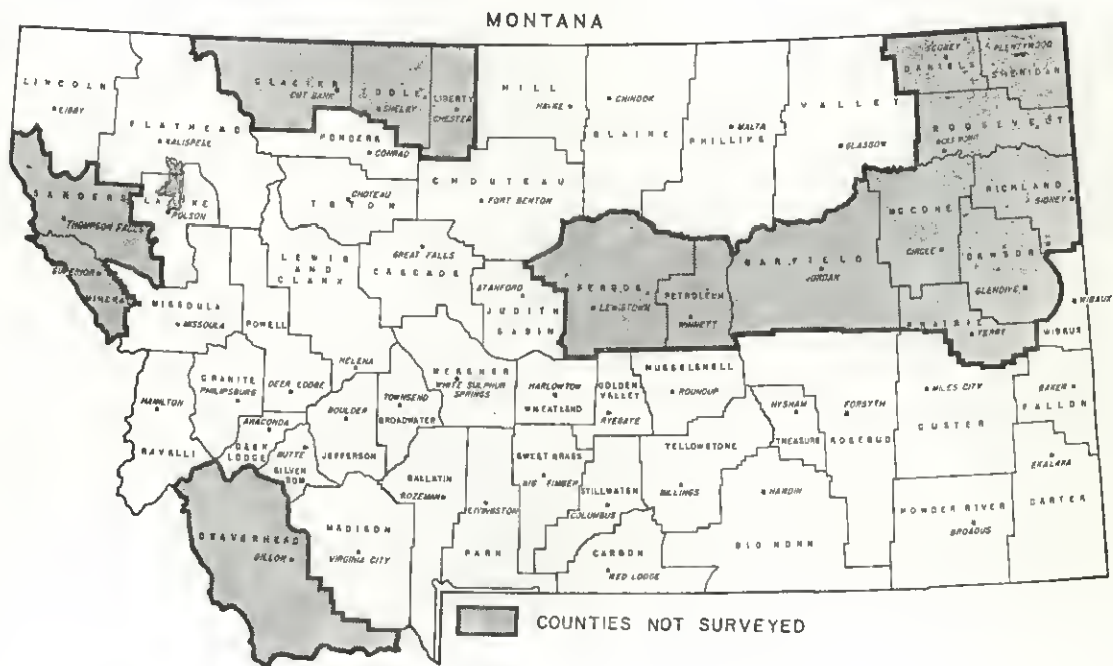 MONTANA
LINCOLN
LIBBY
FLATHEAD
KALISPELL
GLACIER
CUT BANK
TOOLE
SHELBY
LIBERTY
CHESTER
HILL
HAVRE
CHINOOK
BLAINE
PHILLIPS
MALTA
VALLEY
GLASGOW
SCOBEY
DANIELS
PLENTYWOOD
SHERIDAN
ROOSEVELT
PONDERA
CONRAD
SANDERS
THOMPSON FALLS
LAKE
POLSON
CHOTEAU
TETON
CHOUTEAU
FORT BENTON
MCCONE
CIRCLE
RICHLAND
SIDNEY
DAWSON
GLENDIVE
WIBAUX
WIBAUX
SUPERIOR
MINERAL
MISSOULA
MISSOULA
POWELL
LEWIS
AND
CLARK
GREAT FALLS
CASCADE
STANFORD
JUDITH
BASIN
FERGUS
LEWISTOWN
PETROLEUM
WINNETT
GARFIELD
JORDAN
PRAIRIE
TERRY
GRANITE
PHILIPSBURG
DEER LODGE
HELENA
MEAGHER
WHITE SULPHUR
SPRINGS
HARLOWTON
WHEATLAND
GOLDEN
VALLEY
RYEGATE
MUSSELSHELL
ROUNDUP
HYSHAM
TREASURE
FORSYTH
ROSEBUD
MILES CITY
CUSTER
BAKER
FALLON
HAMILTON
RAVALLI
ANACONDA
DEER
LODGE
BUTTE
SILVER
BOW
BOULDER
JEFFERSON
TOWNSEND
BROADWATER
GALLATIN
BOZEMAN
LIVINGSTON
PARK
SWEET GRASS
BIG TIMBER
STILLWATER
COLUMBUS
YELLOWSTONE
BILLINGS
HARDIN
BIG HORN
POWDER RIVER
BROADUS
EKALAKA
CARTER
BEAVERHEAD
DILLON
MADISON
VIRGINIA CITY
CARBON
RED LODGE
COUNTIES NOT SURVEYED